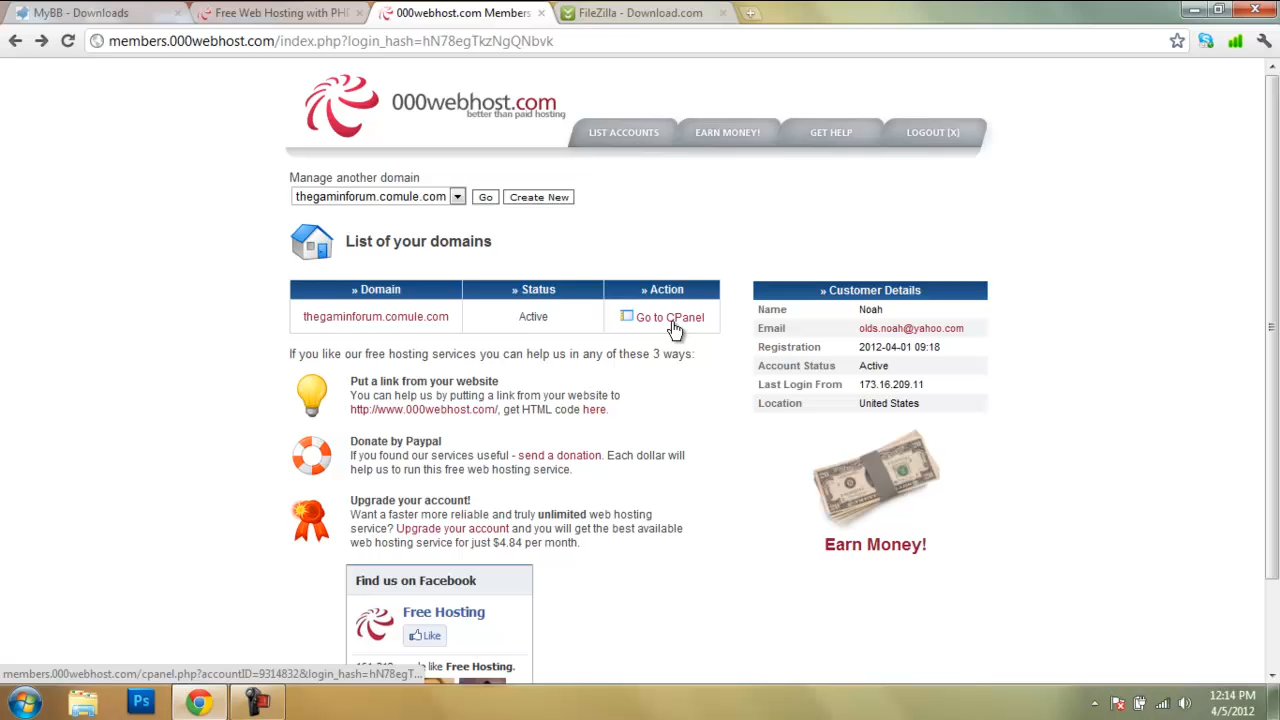 MyBB - Downloads
Free Web Hosting with PHP
000webhost.com Members
FileZilla - Download.com
members.000webhost.com/index.php?login_hash=hN78egTkzNgQNbvk
000webhost.com
better than paid hosting
LIST ACCOUNTS
EARN MONEY!
GET HELP
LOGOUT [X]
Manage another domain
thegaminforum.comule.com
Go
Create New
List of your domains
» Domain
» Status
» Action
thegaminforum.comule.com
Active
Go to CPanel
» Customer Details
Name Noah
Email olds.noah@yahoo.com
Registration 2012-04-01 09:18
Account Status Active
Last Login From 173.16.209.11
Location United States
If you like our free hosting services you can help us in any of these 3 ways:
Put a link from your website
You can help us by putting a link from your website to
http://www.000webhost.com/, get HTML code here.
Donate by Paypal
If you found our services useful - send a donation. Each dollar will
help us to run this free web hosting service.
Upgrade your account!
Want a faster more reliable and truly unlimited web
hosting
service? Upgrade your account and you will get the best available
web hosting service for just $4.84 per month.
Earn Money!
Find us on Facebook
Free Hosting
Like
like Free Hosting.
members.000webhost.com/cpanel.php?accountID=9314832&login_hash=hN78egT...
Ps
12:14 PM
4/5/2012